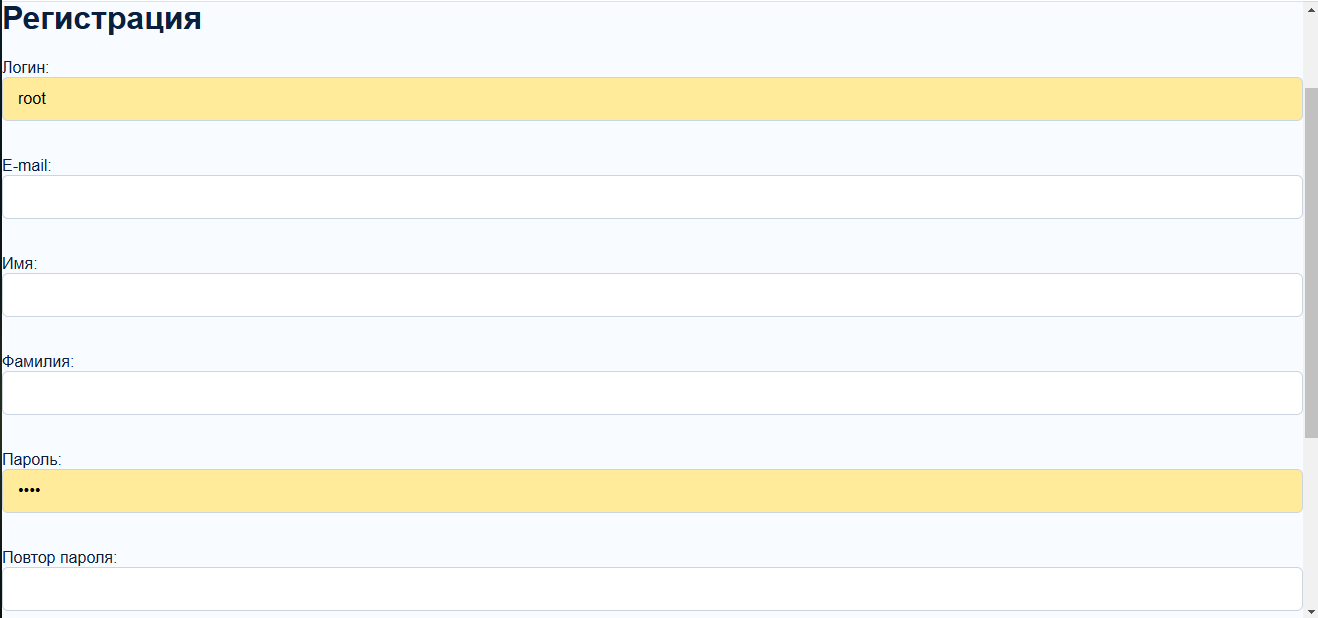 Регистрация
Логин:
root
E-mail:
Имя:
Фамилия:
Пароль:
••••
Повтор пароля: